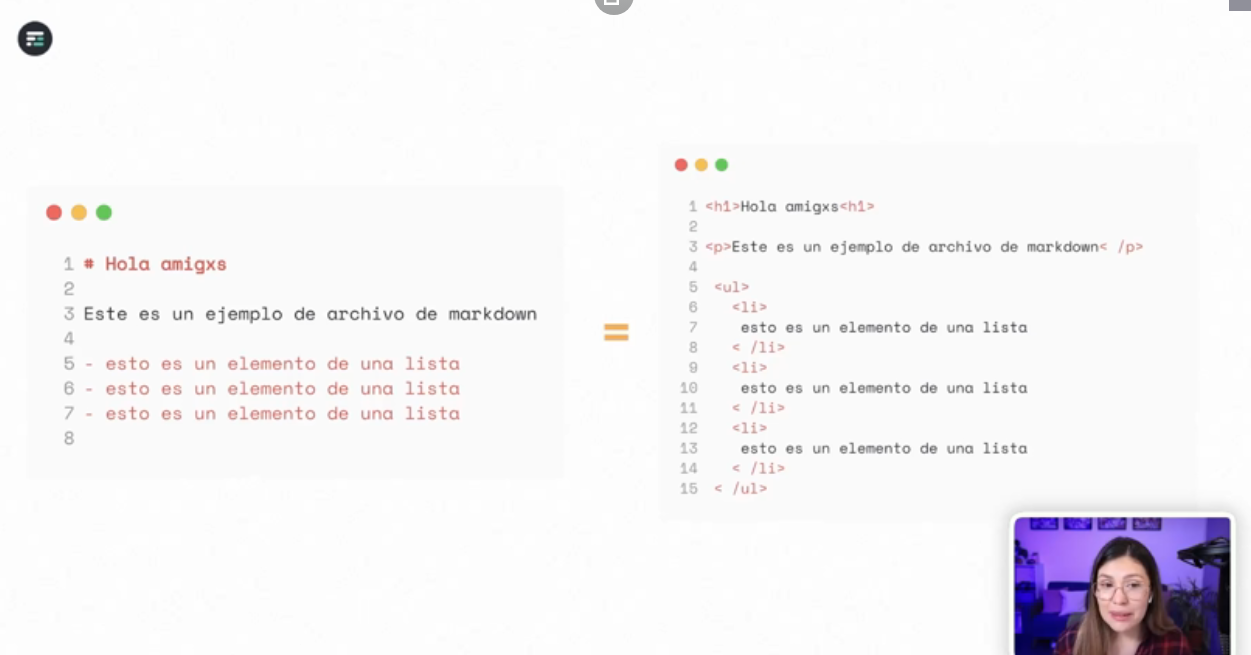 1 # Hola amigxs
2
3 Este es un ejemplo de archivo de markdown
4
5 - esto es un elemento de una lista
6 - esto es un elemento de una lista
7 - esto es un elemento de una lista
8
=
1 <h1>Hola amigxs<h1>
2
3 <p>Este es un ejemplo de archivo de markdown< /p>
4
5 <ul>
6 <li>
7 esto es un elemento de una lista
8 < /li>
9 <li>
10 esto es un elemento de una lista
11 < /li>
12 <li>
13 esto es un elemento de una lista
14 < /li>
15 < /ul>